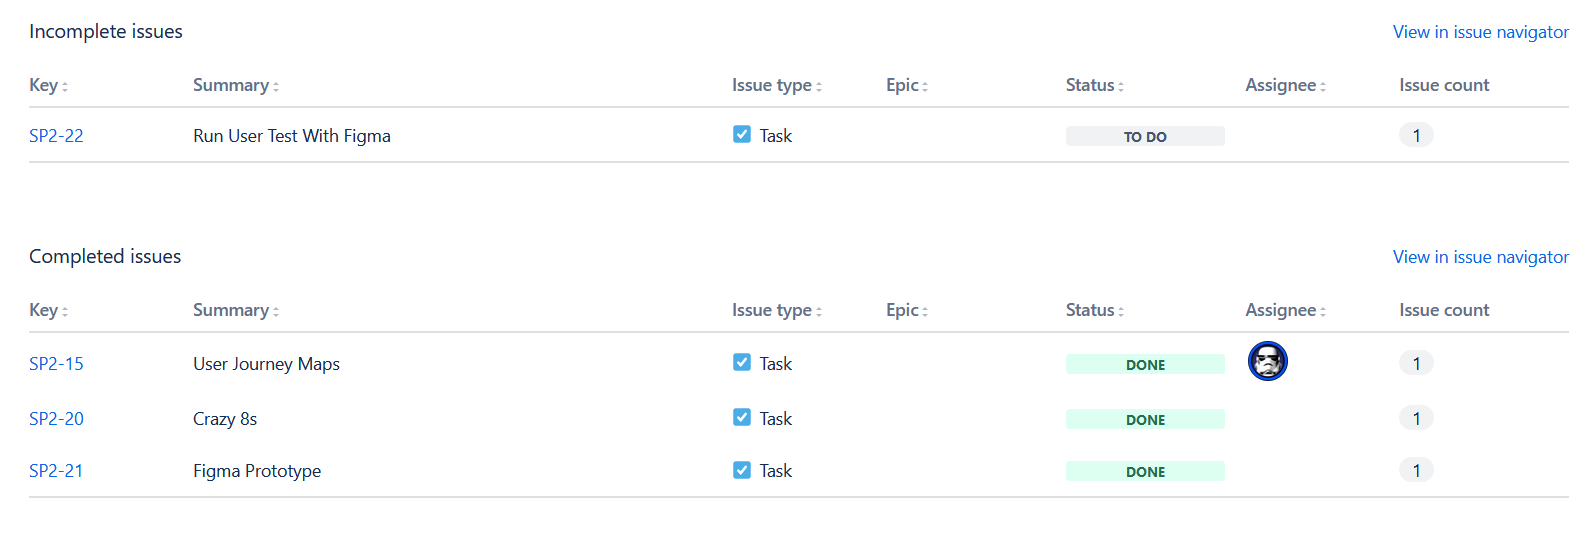 Incomplete issues View in issue navigator
Key Summary Issue type Epic Status Assignee Issue count
SP2-22 Run User Test With Figma Task TO DO 1
Completed issues View in issue navigator
Key Summary Issue type Epic Status Assignee Issue count
SP2-15 User Journey Maps Task DONE 1
SP2-20 Crazy 8s Task DONE 1
SP2-21 Figma Prototype Task DONE 1